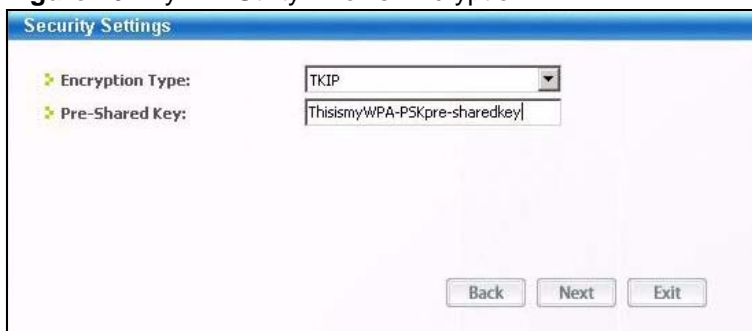 Security Settings
Encryption Type: TKIP
Pre-Shared Key: ThisismyWPA-PSKpre-sharedkey
Back Next Exit